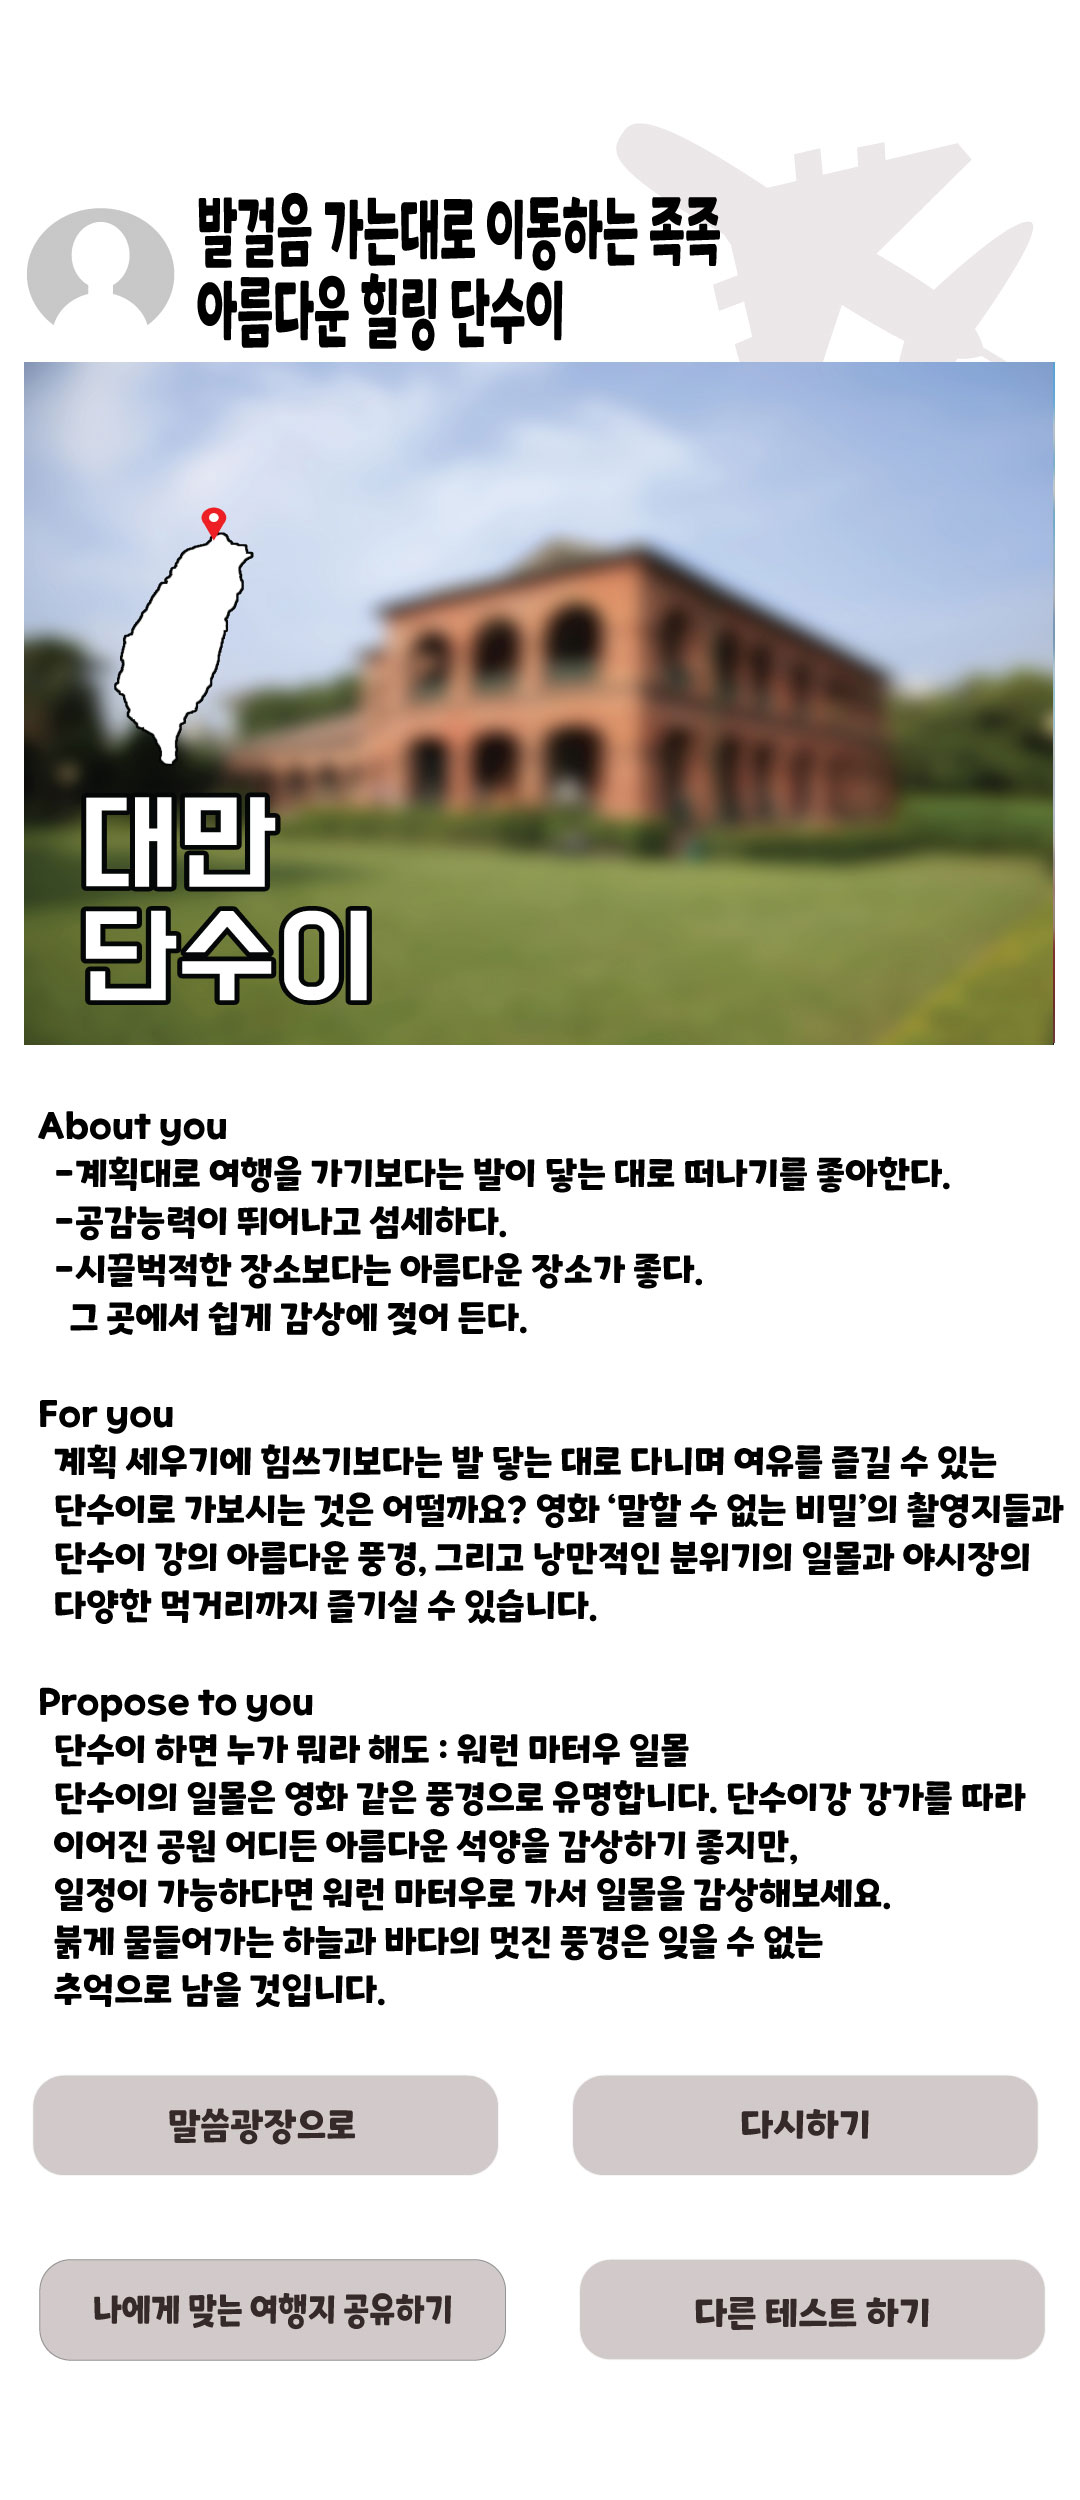 발걸음 가는대로 이동하는 족족
아름다운 힐링 단수이
대만
단수이
About you
-계획대로 여행을 가기보다는 발이 닿는 대로 떠나기를 좋아한다.
-공감능력이 뛰어나고 섬세하다.
-시끌벅적한 장소보다는 아름다운 장소가 좋다.
그 곳에서 쉽게 감상에 젖어 든다.
For you
계획 세우기에 힘쓰기보다는 발 닿는 대로 다니며 여유를 즐길 수 있는
단수이로 가보시는 것은 어떨까요? 영화 ‘말할 수 없는 비밀’의 촬영지들과
단수이 강의 아름다운 풍경, 그리고 낭만적인 분위기의 일몰과 야시장의
다양한 먹거리까지 즐기실 수 있습니다.
Propose to you
단수이 하면 누가 뭐라 해도 : 워런 마터우 일몰
단수이의 일몰은 영화 같은 풍경으로 유명합니다. 단수이강 강가를 따라
이어진 공원 어디든 아름다운 석양을 감상하기 좋지만,
일정이 가능하다면 워런 마터우로 가서 일몰을 감상해보세요.
붉게 물들어가는 하늘과 바다의 멋진 풍경은 잊을 수 없는
추억으로 남을 것입니다.
말씀광장으로
다시하기
나에게 맞는 여행지 공유하기
다른 테스트 하기